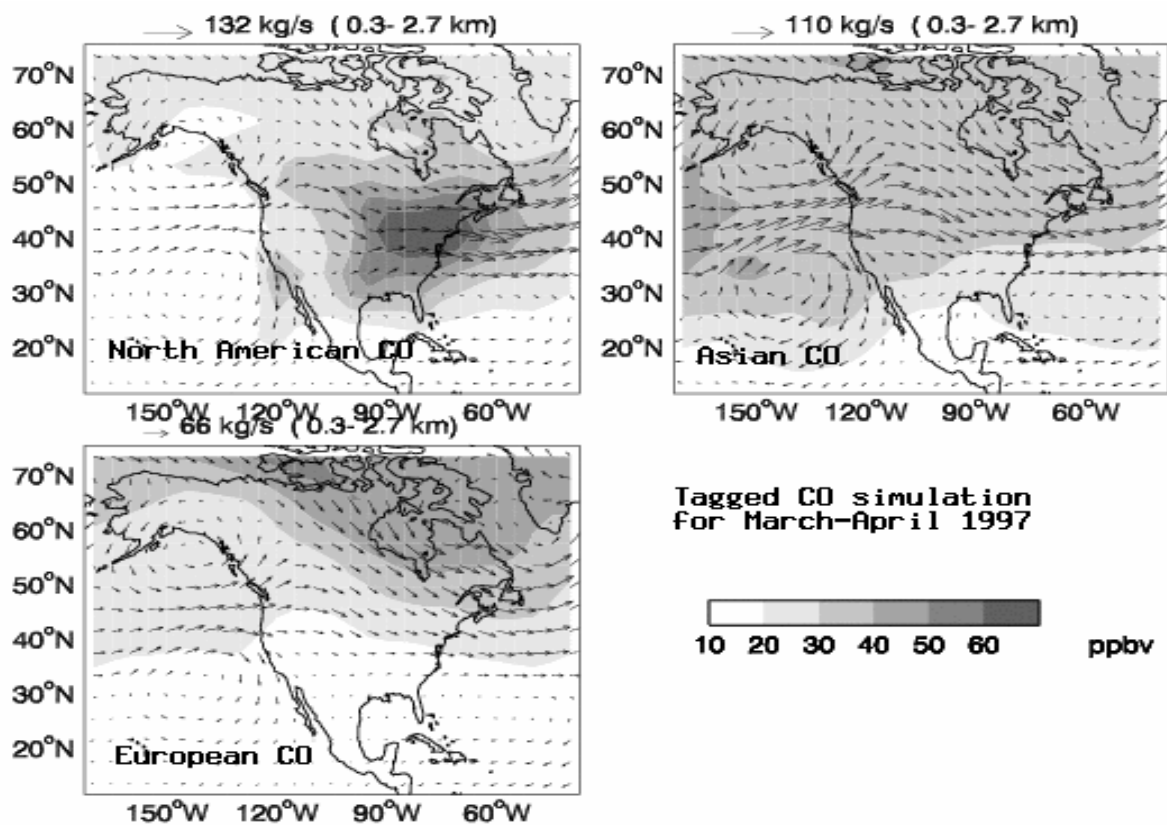 132 kg/s ( 0.3- 2.7 km)
70°N
60°N
50°N
40°N
30°N
20°N
North American CO
150°W 120°W 90°W 60°W
110 kg/s ( 0.3- 2.7 km)
70°N
60°N
50°N
40°N
30°N
20°N
Asian CO
150°W 120°W 90°W 60°W
66 kg/s ( 0.3- 2.7 km)
70°N
60°N
50°N
40°N
30°N
20°N
European CO
150°W 120°W 90°W 60°W
Tagged CO simulation
for March-April 1997
10 20 30 40 50 60 ppbv